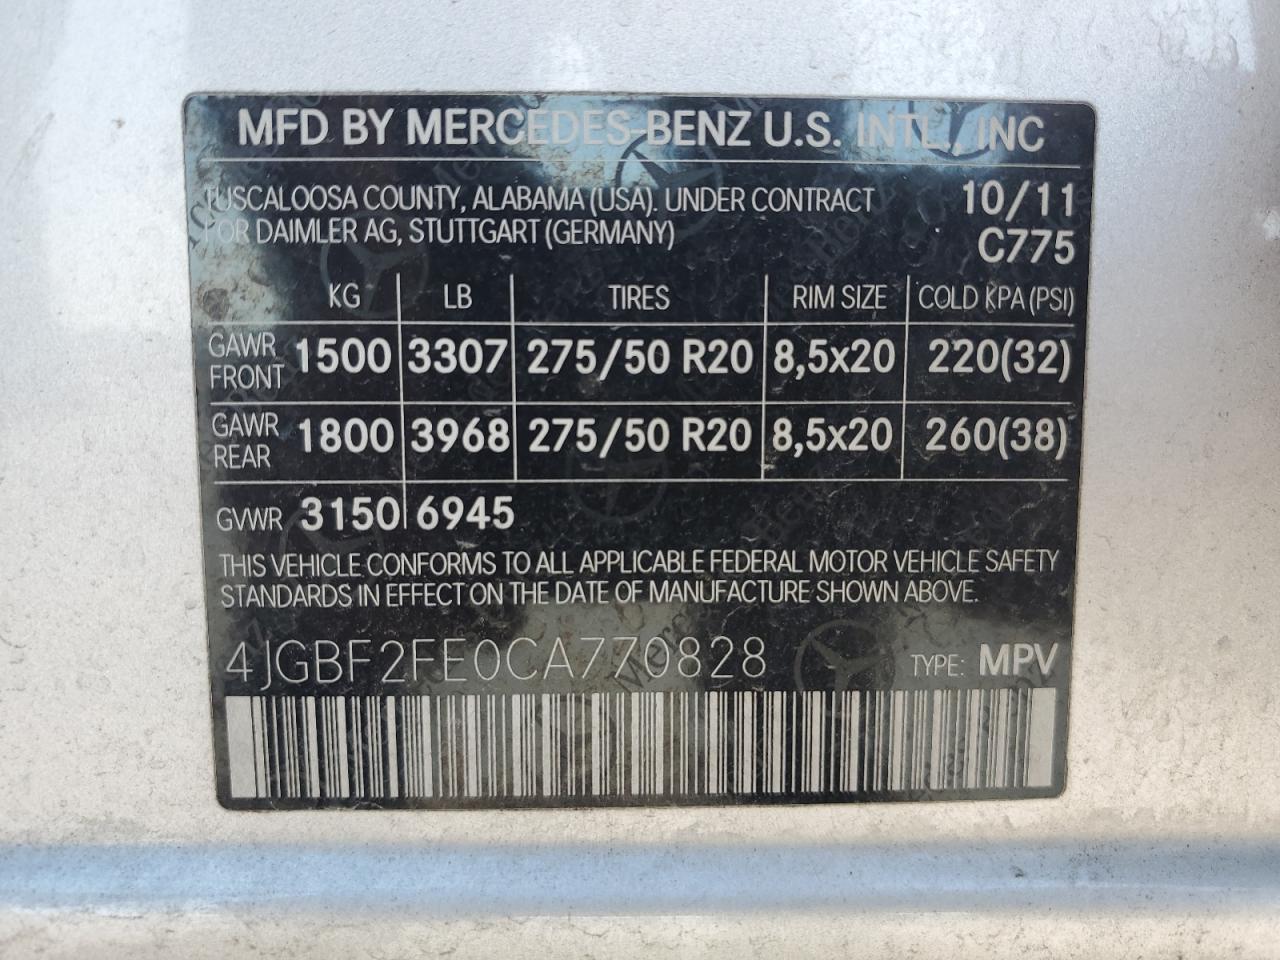 MFD BY MERCEDES-BENZ U.S. INTL., INC
TUSCALOOSA COUNTY, ALABAMA (USA). UNDER CONTRACT 10/11
FOR DAIMLER AG, STUTTGART (GERMANY) C775
KG LB TIRES RIM SIZE COLD KPA (PSI)
GAWR FRONT 1500 3307 275/50 R20 8,5x20 220(32)
GAWR REAR 1800 3968 275/50 R20 8,5x20 260(38)
GVWR 3150 6945
THIS VEHICLE CONFORMS TO ALL APPLICABLE FEDERAL MOTOR VEHICLE SAFETY
STANDARDS IN EFFECT ON THE DATE OF MANUFACTURE SHOWN ABOVE.
4JGBF2FE0CA770828 TYPE: MPV